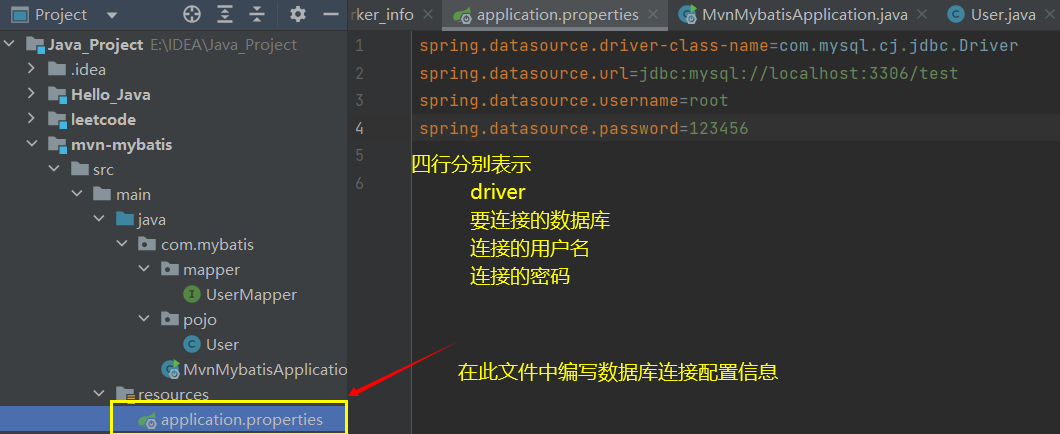 Project
rker_info
application.properties
MvnMybatisApplication.java
User.java
Java_Project E:\IDEA\Java_Project
.idea
Hello_Java
leetcode
mvn-mybatis
src
main
java
com.mybatis
mapper
UserMapper
pojo
User
MvnMybatisApplicatio
resources
application.properties
1 spring.datasource.driver-class-name=com.mysql.cj.jdbc.Driver
2 spring.datasource.url=jdbc:mysql://localhost:3306/test
3 spring.datasource.username=root
4 spring.datasource.password=123456
5
6
四行分别表示
driver
要连接的数据库
连接的用户名
连接的密码
在此文件中编写数据库连接配置信息